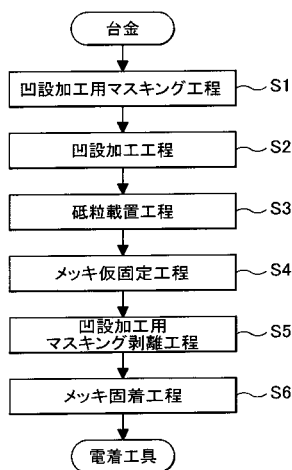 台金
凹設加工用マスキング工程 S1
凹設加工工程 S2
砥粒載置工程 S3
メッキ仮固定工程 S4
凹設加工用
マスキング剥離工程 S5
メッキ固着工程 S6
電着工具